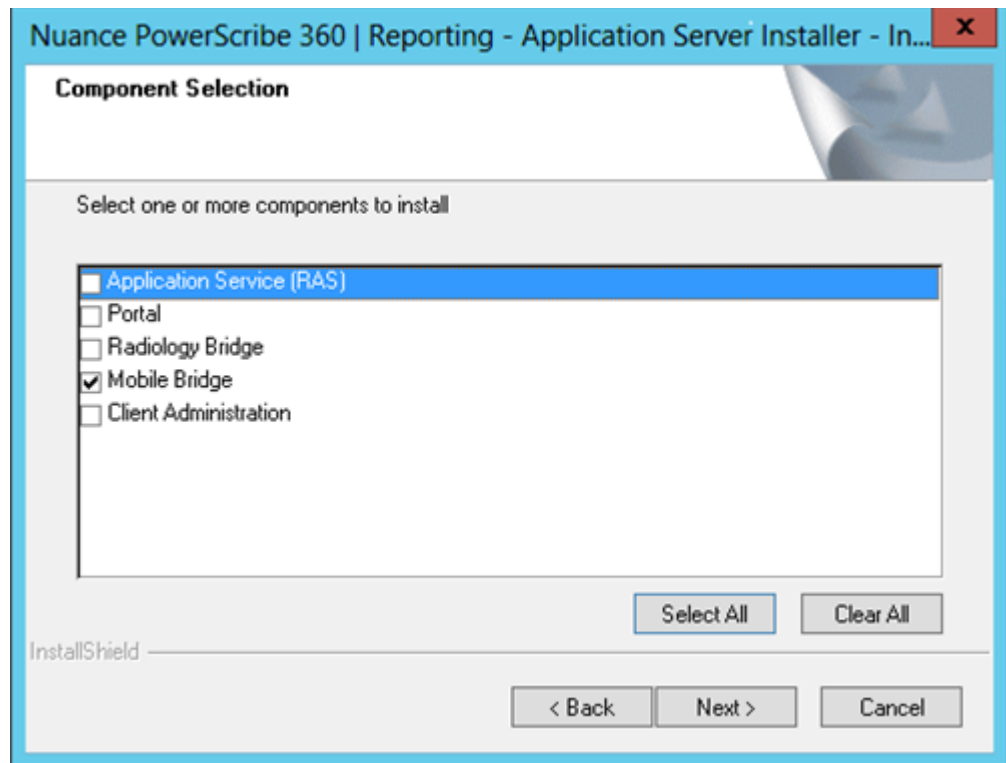 Nuance PowerScribe 360 | Reporting - Application Server Installer - In...
Component Selection
Select one or more components to install
Application Service (RAS)
Portal
Radiology Bridge
Mobile Bridge
Client Administration
Select All Clear All
InstallShield
< Back Next > Cancel